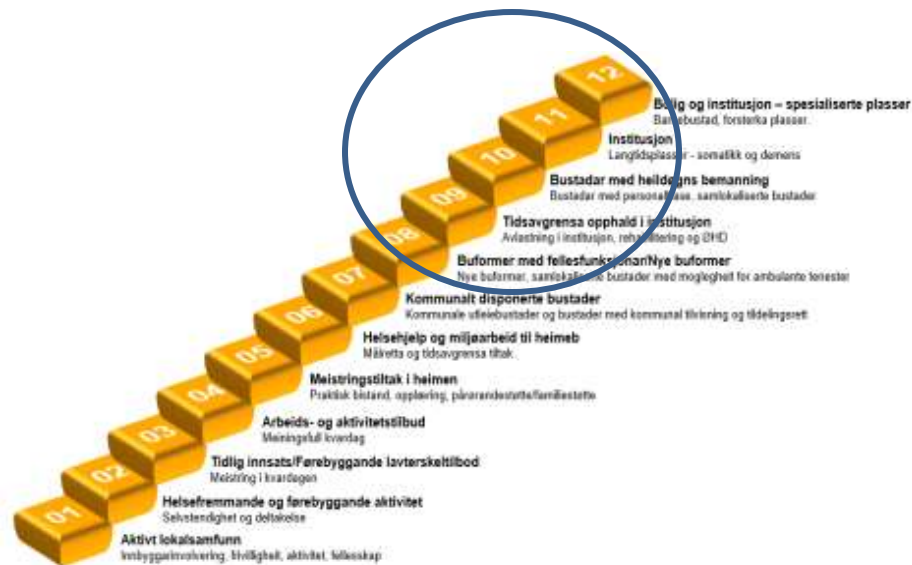 12
Bolig og institusjon – spesialiserte plasser
Barnebustad, forsterka plasser.
11
Institusjon
Langtidsplasser - somatikk og demens
10
Bustadar med heildøgns bemanning
Bustadar med personalbase, samlokaliserte bustader
09
Tidsavgrensa opphald i institusjon
Avlastning i institusjon, rehabilitering og ØHD
08
Buformer med fellesfunksjonar/Nye buformer
Nye buformer, samlokaliserte bustader med moglegheit for ambulante tenester
07
Kommunalt disponerte bustader
Kommunale utleiebustader og bustader med kommunal tilvisning og tildelingsrett
06
Helsehjelp og miljøarbeid til heimeb
Målretta og tidsavgrensa tiltak
05
Meistringstiltak i heimen
Praktisk bistand, opplæring, pårørandestøtte/familiestøtte
04
Arbeids- og aktivitetstilbud
Meiningsfull kvardag
03
Tidlig innsats/Førebyggande lavterskeltilbod
Meistring i kvardagen
02
Helsefremmande og førebyggande aktivitet
Selvstendighet og deltakelse
01
Aktivt lokalsamfunn
Innbyggarinvolvering, frivilligheit, aktivitet, fellesskap